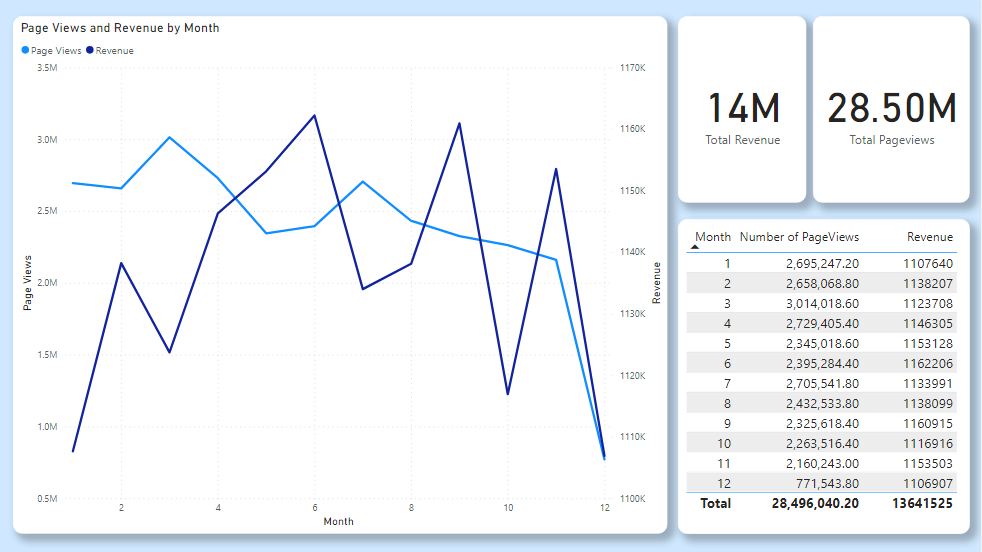 Page Views and Revenue by Month
Page Views Revenue
3.5M
3.0M
2.5M
2.0M
1.5M
1.0M
0.5M
Page Views
1170K
1160K
1150K
1140K
1130K
1120K
1110K
1100K
Revenue
2 4 6 8 10 12
Month
14M
Total Revenue
28.50M
Total Pageviews
Month Number of PageViews Revenue
1 2,695,247.20 1107640
2 2,658,068.80 1138207
3 3,014,018.60 1123708
4 2,729,405.40 1146305
5 2,345,018.60 1153128
6 2,395,284.40 1162206
7 2,705,541.80 1133991
8 2,432,533.80 1138099
9 2,325,618.40 1160915
10 2,263,516.40 1116916
11 2,160,243.00 1153503
12 771,543.80 1106907
Total 28,496,040.20 13641525